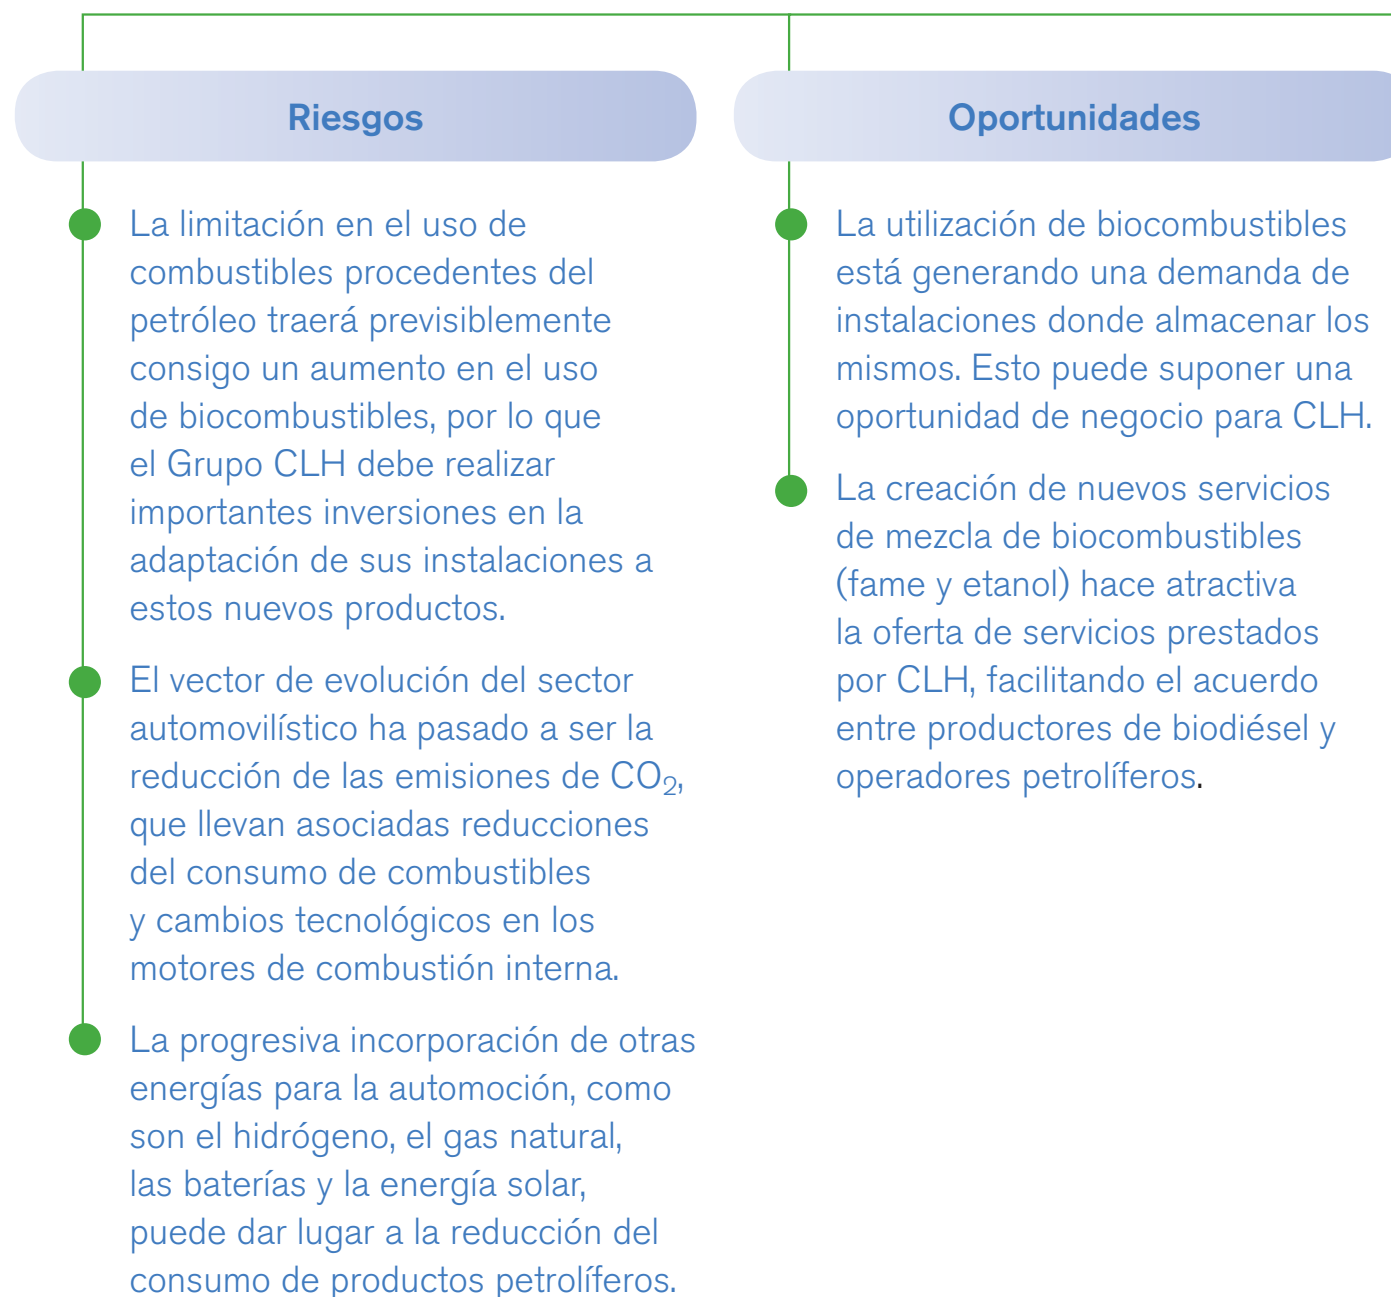 Riesgos
La limitación en el uso de
combustibles procedentes del
petróleo traerá previsiblemente
consigo un aumento en el uso
de biocombustibles, por lo que
el Grupo CLH debe realizar
importantes inversiones en la
adaptación de sus instalaciones a
estos nuevos productos.
El vector de evolución del sector
automovilístico ha pasado a ser la
reducción de las emisiones de CO₂,
que llevan asociadas reducciones
del consumo de combustibles
y cambios tecnológicos en los
motores de combustión interna.
La progresiva incorporación de otras
energías para la automoción, como
son el hidrógeno, el gas natural,
las baterías y la energía solar,
puede dar lugar a la reducción del
consumo de productos petrolíferos.
Oportunidades
La utilización de biocombustibles
está generando una demanda de
instalaciones donde almacenar los
mismos. Esto puede suponer una
oportunidad de negocio para CLH.
La creación de nuevos servicios
de mezcla de biocombustibles
(fame y etanol) hace atractiva
la oferta de servicios prestados
por CLH, facilitando el acuerdo
entre productores de biodiésel y
operadores petrolíferos.